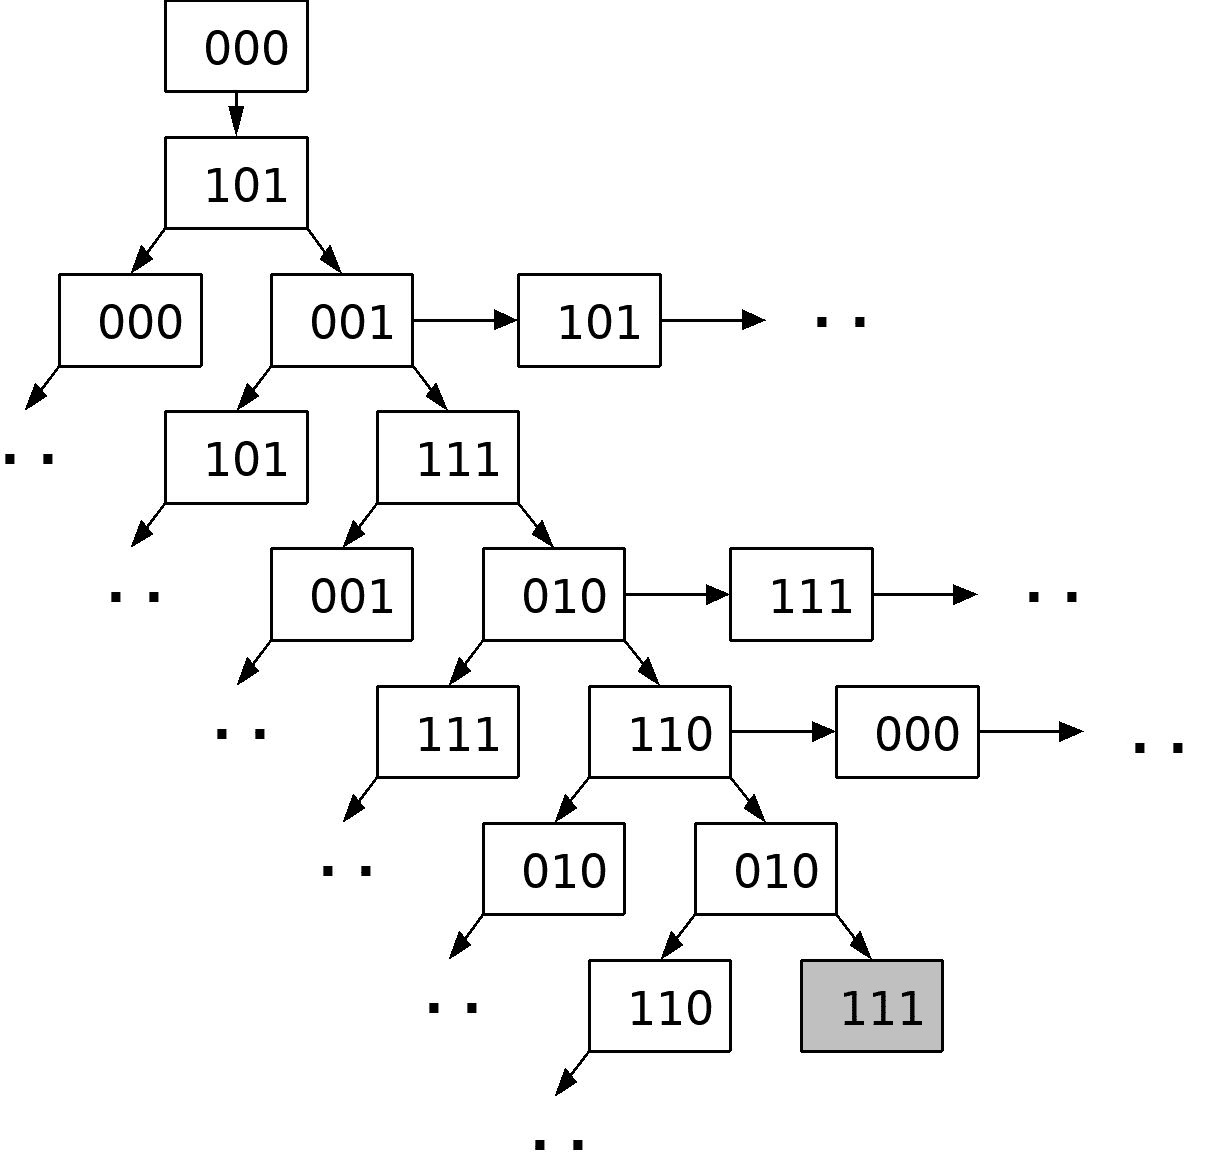 000
101
000 001 101 . .
. . 101 111
. . 001 010 111 . .
. . 111 110 000 . .
. . 010 010
. . 110 111
. .